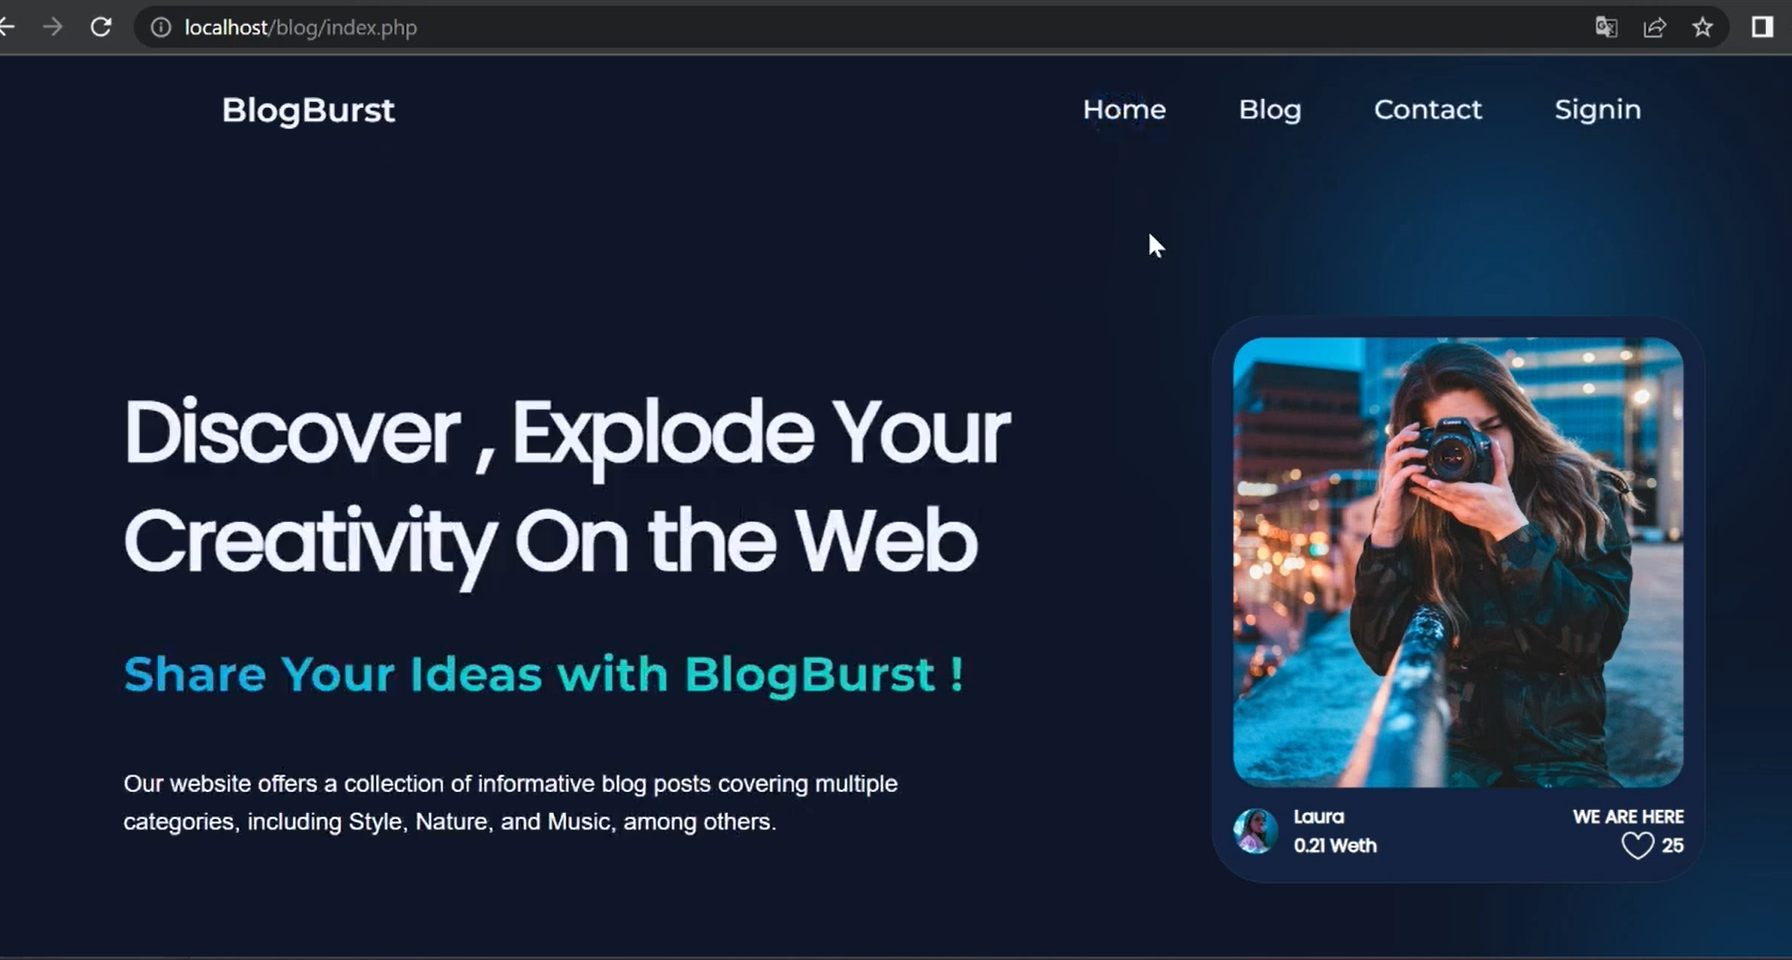 localhost/blog/index.php
BlogBurst
Home Blog Contact Signin
Discover , Explode Your
Creativity On the Web
Share Your Ideas with BlogBurst !
Our website offers a collection of informative blog posts covering multiple
categories, including Style, Nature, and Music, among others.
Canon
Laura
0.21 Weth
WE ARE HERE
25